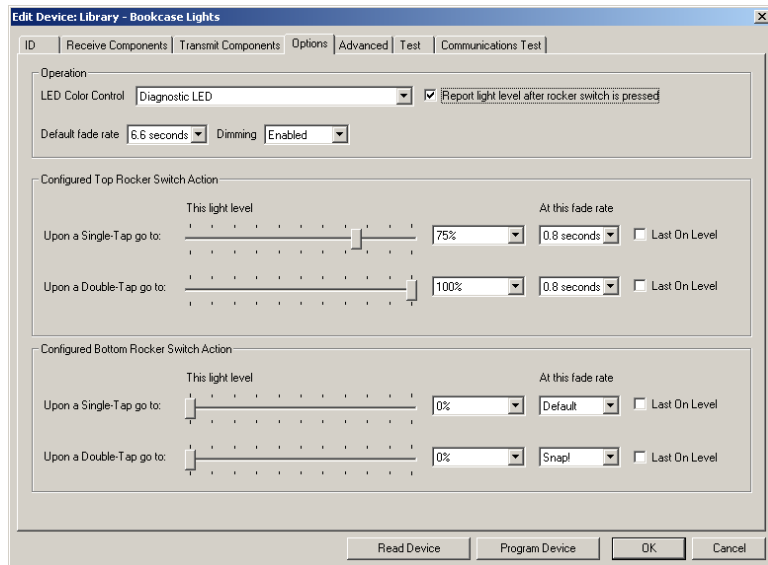 Edit Device: Library - Bookcase Lights
ID Receive Components Transmit Components Options Advanced Test Communications Test
Operation
LED Color Control Diagnostic LED Report light level after rocker switch is pressed
Default fade rate 6.6 seconds Dimming Enabled
Configured Top Rocker Switch Action
This light level At this fade rate
Upon a Single-Tap go to: 75% 0.8 seconds Last On Level
Upon a Double-Tap go to: 100% 0.8 seconds Last On Level
Configured Bottom Rocker Switch Action
This light level At this fade rate
Upon a Single-Tap go to: 0% Default Last On Level
Upon a Double-Tap go to: 0% Snap! Last On Level
Read Device Program Device OK Cancel